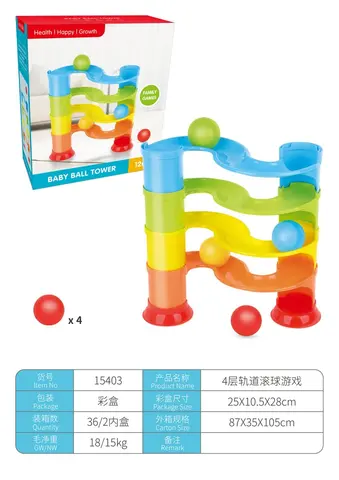 Health | Happy | Growth
FAMILY
GAMES
BABY BALL TOWER
x 4
货号
Item No
15403
产品名称
Product Name
4层轨道滚球游戏
包装
Package
彩盒
彩盒尺寸
Package Size
25X10.5X28cm
装箱数
Quantity
36/2内盒
外箱规格
Carton Size
87X35X105cm
毛净重
GW/NW
18/15kg
备注
Remark